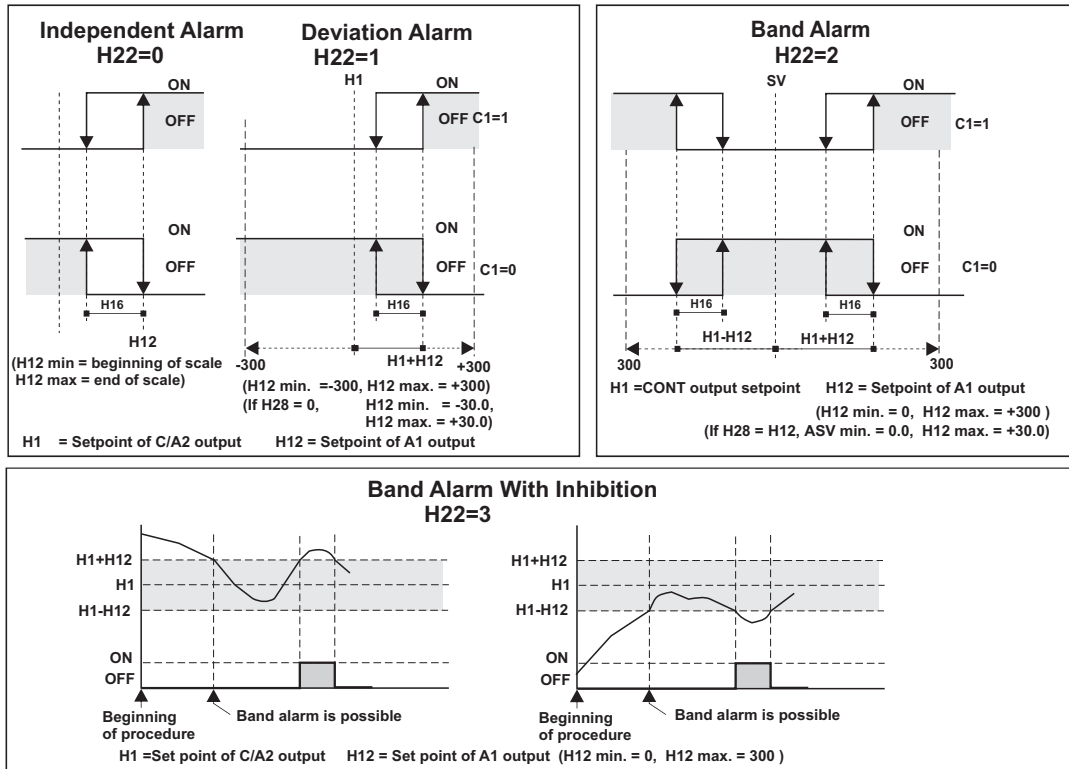 Independent Alarm
H22=0
Deviation Alarm
H22=1
H1
ON
OFF
ON
OFF C1=1
ON
OFF
ON
OFF C1=0
H16
H16
H12
(H12 min = beginning of scale
H12 max = end of scale)
-300
H1+H12
+300
(H12 min. =-300, H12 max. = +300)
(If H28 = 0, H12 min. = -30.0,
H12 max. = +30.0)
H1 = Setpoint of C/A2 output H12 = Setpoint of A1 output
Band Alarm
H22=2
SV
ON
OFF
C1=1
ON
OFF
C1=0
H16
H16
H1-H12
H1+H12
300
300
H1 =CONT output setpoint H12 = Setpoint of A1 output
(H12 min. = 0, H12 max. = +300 )
(If H28 = H12, ASV min. = 0.0, H12 max. = +30.0)
Band Alarm With Inhibition
H22=3
H1+H12
H1
H1-H12
ON
OFF
Beginning
of procedure
Band alarm is possible
H1+H12
H1
H1-H12
ON
OFF
Beginning
of procedure
Band alarm is possible
H1 =Set point of C/A2 output H12 = Set point of A1 output (H12 min. = 0, H12 max. = 300 )